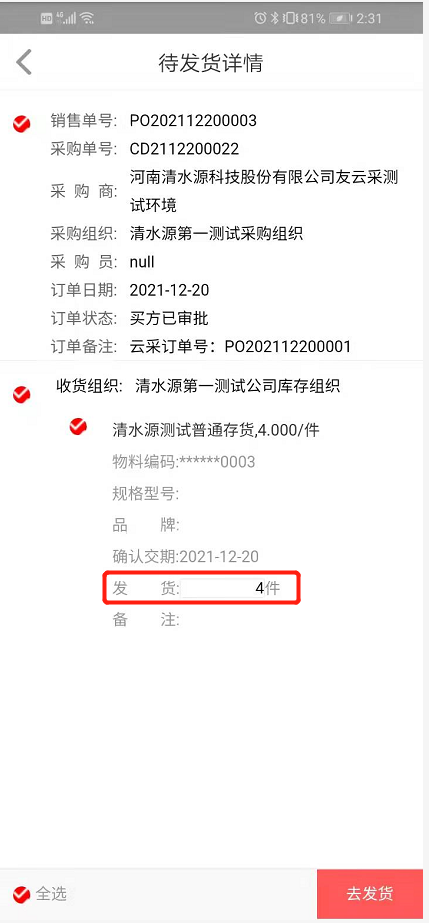 HD 4G 81% 2:31
待发货详情
销售单号: PO202112200003
采购单号: CD2112200022
采 购 商: 河南清水源科技股份有限公司友云采测
试环境
采购组织: 清水源第一测试采购组织
采 购 员: null
订单日期: 2021-12-20
订单状态: 买方已审批
订单备注: 云采订单号：PO202112200001
收货组织: 清水源第一测试公司库存组织
清水源测试普通存货,4.000/件
物料编码:******0003
规格型号:
品 牌:
确认交期:2021-12-20
发 货: 4件
备 注:
全选 去发货